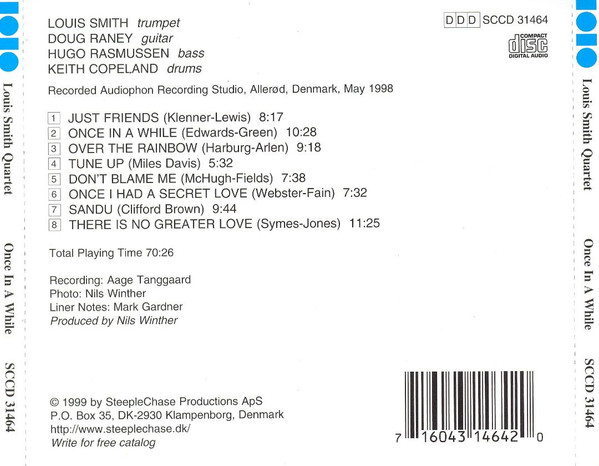 Louis Smith Quartet
Once In A While
SCCD 31464
LOUIS SMITH trumpet
DOUG RANEY guitar
HUGO RASMUSSEN bass
KEITH COPELAND drums
D D D SCCD 31464
COMPACT
disc
DIGITAL AUDIO
Recorded Audiophon Recording Studio, Allerød, Denmark, May 1998
1 JUST FRIENDS (Klenner-Lewis) 8:17
2 ONCE IN A WHILE (Edwards-Green) 10:28
3 OVER THE RAINBOW (Harburg-Arlen) 9:18
4 TUNE UP (Miles Davis) 5:32
5 DON'T BLAME ME (McHugh-Fields) 7:38
6 ONCE I HAD A SECRET LOVE (Webster-Fain) 7:32
7 SANDU (Clifford Brown) 9:44
8 THERE IS NO GREATER LOVE (Symes-Jones) 11:25
Total Playing Time 70:26
Recording: Aage Tanggaard
Photo: Nils Winther
Liner Notes: Mark Gardner
Produced by Nils Winther
© 1999 by SteepleChase Productions ApS
P.O. Box 35, DK-2930 Klampenborg, Denmark
http://www.steeplechase.dk/
Write for free catalog
7 16043 14642 0
Louis Smith Quartet
Once In A While
SCCD 31464